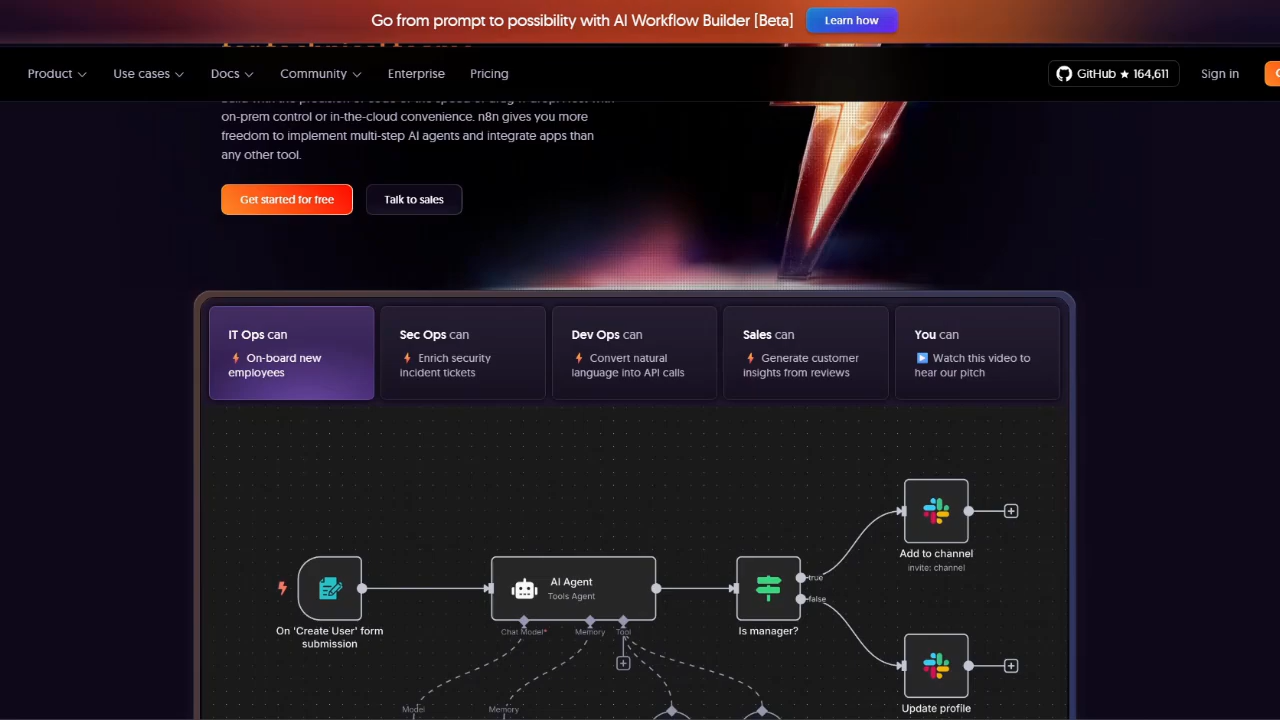 Go from prompt to possibility with AI Workflow Builder [Beta]
Learn how
Product
Use cases
Docs
Community
Enterprise
Pricing
GitHub ★ 164,611
Sign in
on-prem control or in-the-cloud convenience. n8n gives you more
freedom to implement multi-step AI agents and integrate apps than
any other tool.
Get started for free
Talk to sales
IT Ops can
On-board new
employees
Sec Ops can
Enrich security
incident tickets
Dev Ops can
Convert natural
language into API calls
Sales can
Generate customer
insights from reviews
You can
Watch this video to
hear our pitch
Add to channel
invite: channel
AI Agent
Tools Agent
true
false
On 'Create User' form
submission
Chat Model*
Memory
Tool
Is manager?
Model
Memory
Update profile